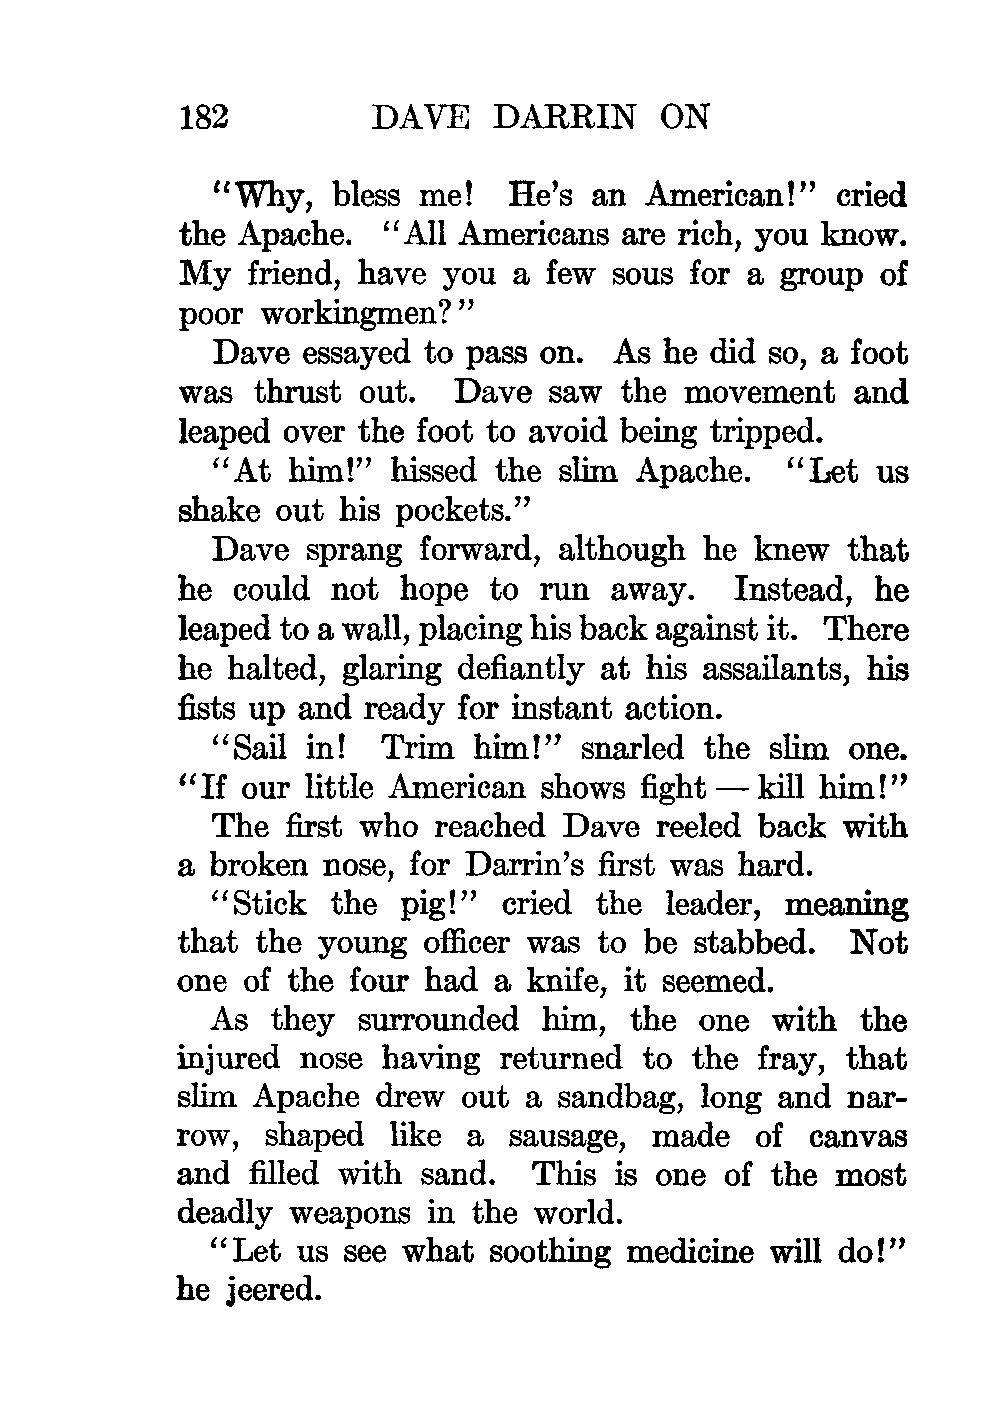 182 DAVE DARRIN ON
"Why, bless me! He's an American!" cried
the Apache. "All Americans are rich, you know.
My friend, have you a few sous for a group of
poor workingmen?"
Dave essayed to pass on. As he did so, a foot
was thrust out. Dave saw the movement and
leaped over the foot to avoid being tripped.
"At him!" hissed the slim Apache. "Let us
shake out his pockets."
Dave sprang forward, although he knew that
he could not hope to run away. Instead, he
leaped to a wall, placing his back against it. There
he halted, glaring defiantly at his assailants, his
fists up and ready for instant action.
"Sail in! Trim him!" snarled the slim one.
"If our little American shows fight — kill him!"
The first who reached Dave reeled back with
a broken nose, for Darrin's first was hard.
"Stick the pig!" cried the leader, meaning
that the young officer was to be stabbed. Not
one of the four had a knife, it seemed.
As they surrounded him, the one with the
injured nose having returned to the fray, that
slim Apache drew out a sandbag, long and nar-
row, shaped like a sausage, made of canvas
and filled with sand. This is one of the most
deadly weapons in the world.
"Let us see what soothing medicine will do!"
he jeered.